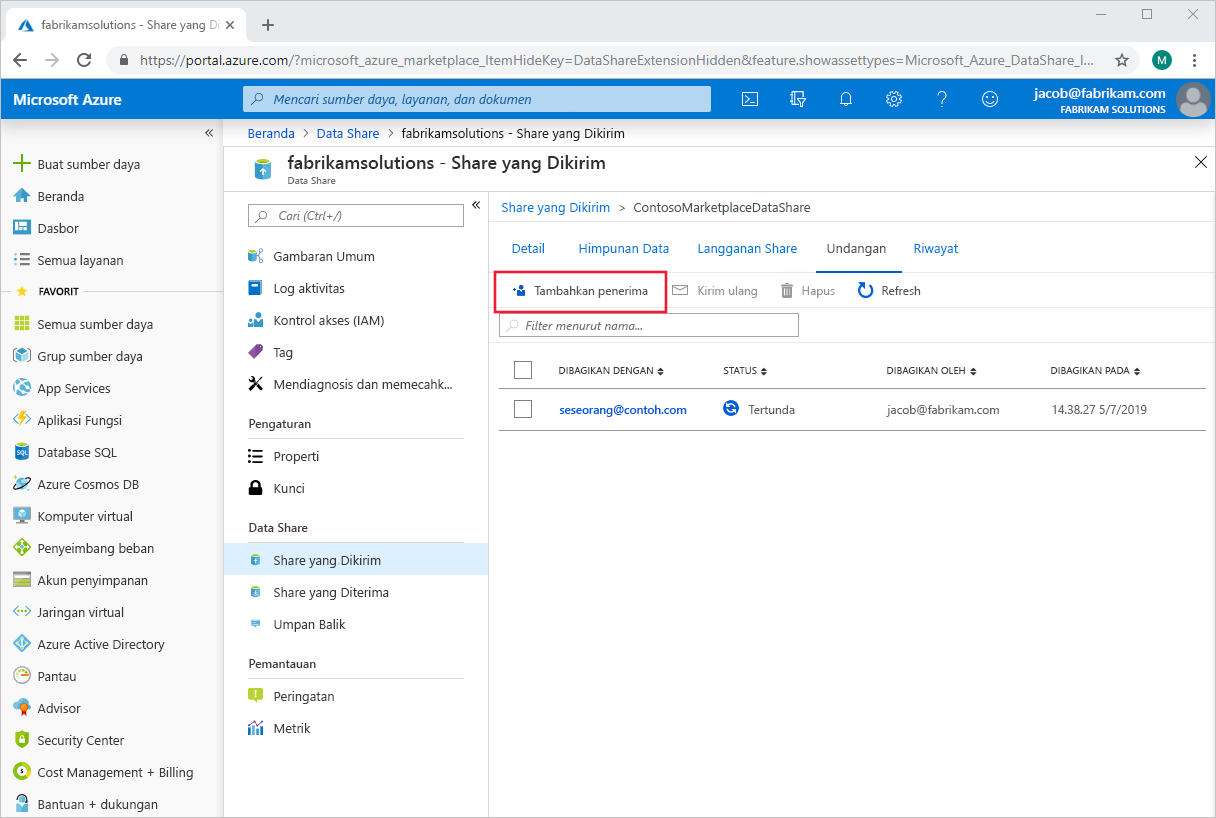 fabrikamsolutions - Share yang Di
https://portal.azure.com/?microsoft_azure_marketplace_ItemHideKey=DataShareExtensionHidden&feature.showassettypes=Microsoft_Azure_DataShare_I...
M
Microsoft Azure
Mencari sumber daya, layanan, dan dokumen
jacob@fabrikam.com
FABRIKAM SOLUTIONS
Beranda > Data Share > fabrikamsolutions - Share yang Dikirim
fabrikamsolutions - Share yang Dikirim
Data Share
Buat sumber daya
Beranda
Dasbor
Semua layanan
FAVORIT
Semua sumber daya
Grup sumber daya
App Services
Aplikasi Fungsi
Database SQL
Azure Cosmos DB
Komputer virtual
Penyeimbang beban
Akun penyimpanan
Jaringan virtual
Azure Active Directory
Pantau
Advisor
Security Center
Cost Management + Billing
Bantuan + dukungan
Cari (Ctrl+/)
Gambaran Umum
Log aktivitas
Kontrol akses (IAM)
Tag
Mendiagnosis dan memecahk...
Pengaturan
Properti
Kunci
Data Share
Share yang Dikirim
Share yang Diterima
Umpan Balik
Pemantauan
Peringatan
Metrik
Share yang Dikirim > ContosoMarketplaceDataShare
Detail Himpunan Data Langganan Share Undangan Riwayat
Tambahkan penerima Kirim ulang Hapus Refresh
Filter menurut nama...
DIBAGIKAN DENGAN STATUS DIBAGIKAN OLEH DIBAGIKAN PADA
seseorang@contoh.com Tertunda jacob@fabrikam.com 14.38.27 5/7/2019